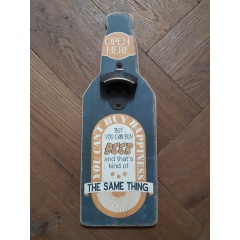 OPEN
HERE
YOU CAN'T BUY HAPPINESS
BUT
YOU CAN BUY
BEER
and that's
kind of
THE SAME THING